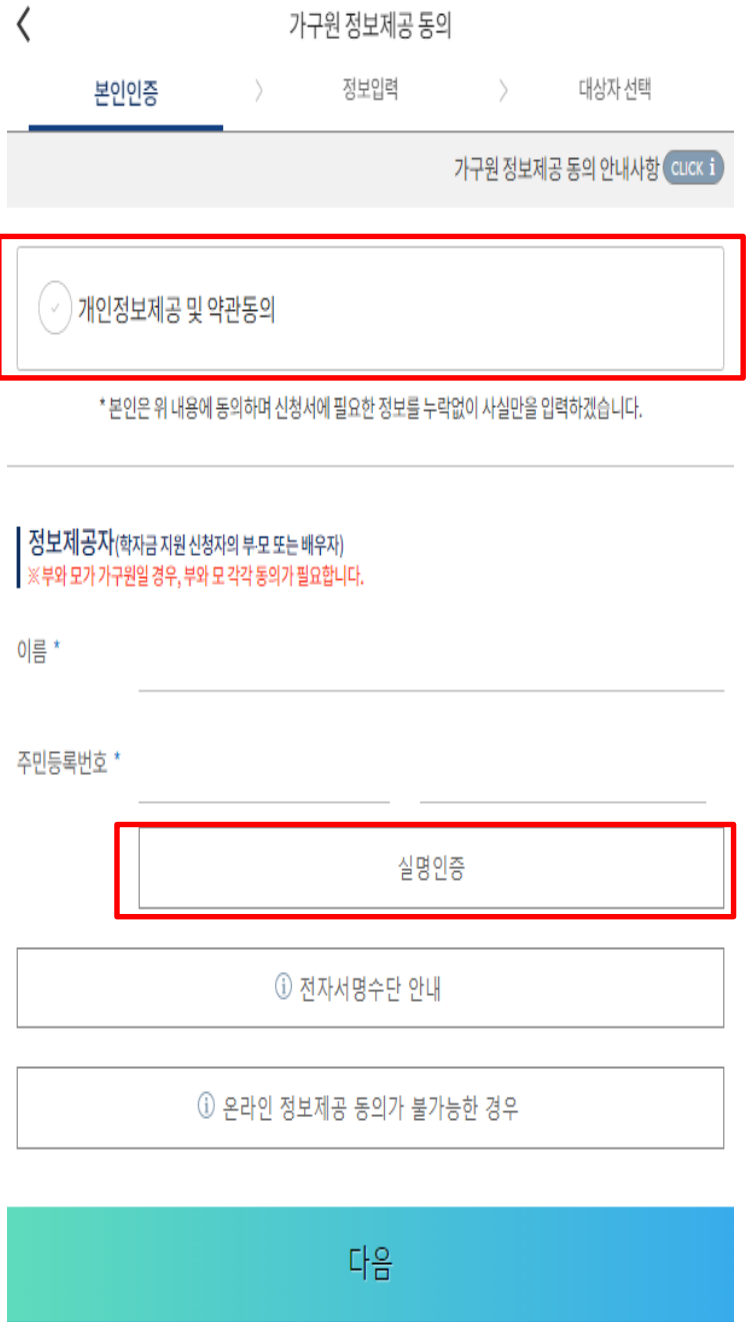 가구원 정보제공 동의
본인인증 > 정보입력 > 대상자 선택
가구원 정보제공 동의 안내사항 CLICK i
개인정보제공 및 약관동의
* 본인은 위 내용에 동의하며 신청서에 필요한 정보를 누락없이 사실만을 입력하겠습니다.
정보제공자(학자금 지원 신청자의 부·모 또는 배우자)
※ 부와 모가 가구원일 경우, 부와 모 각각 동의가 필요합니다.
이름 *
주민등록번호 *
실명인증
ⓘ 전자서명수단 안내
ⓘ 온라인 정보제공 동의가 불가능한 경우
다음